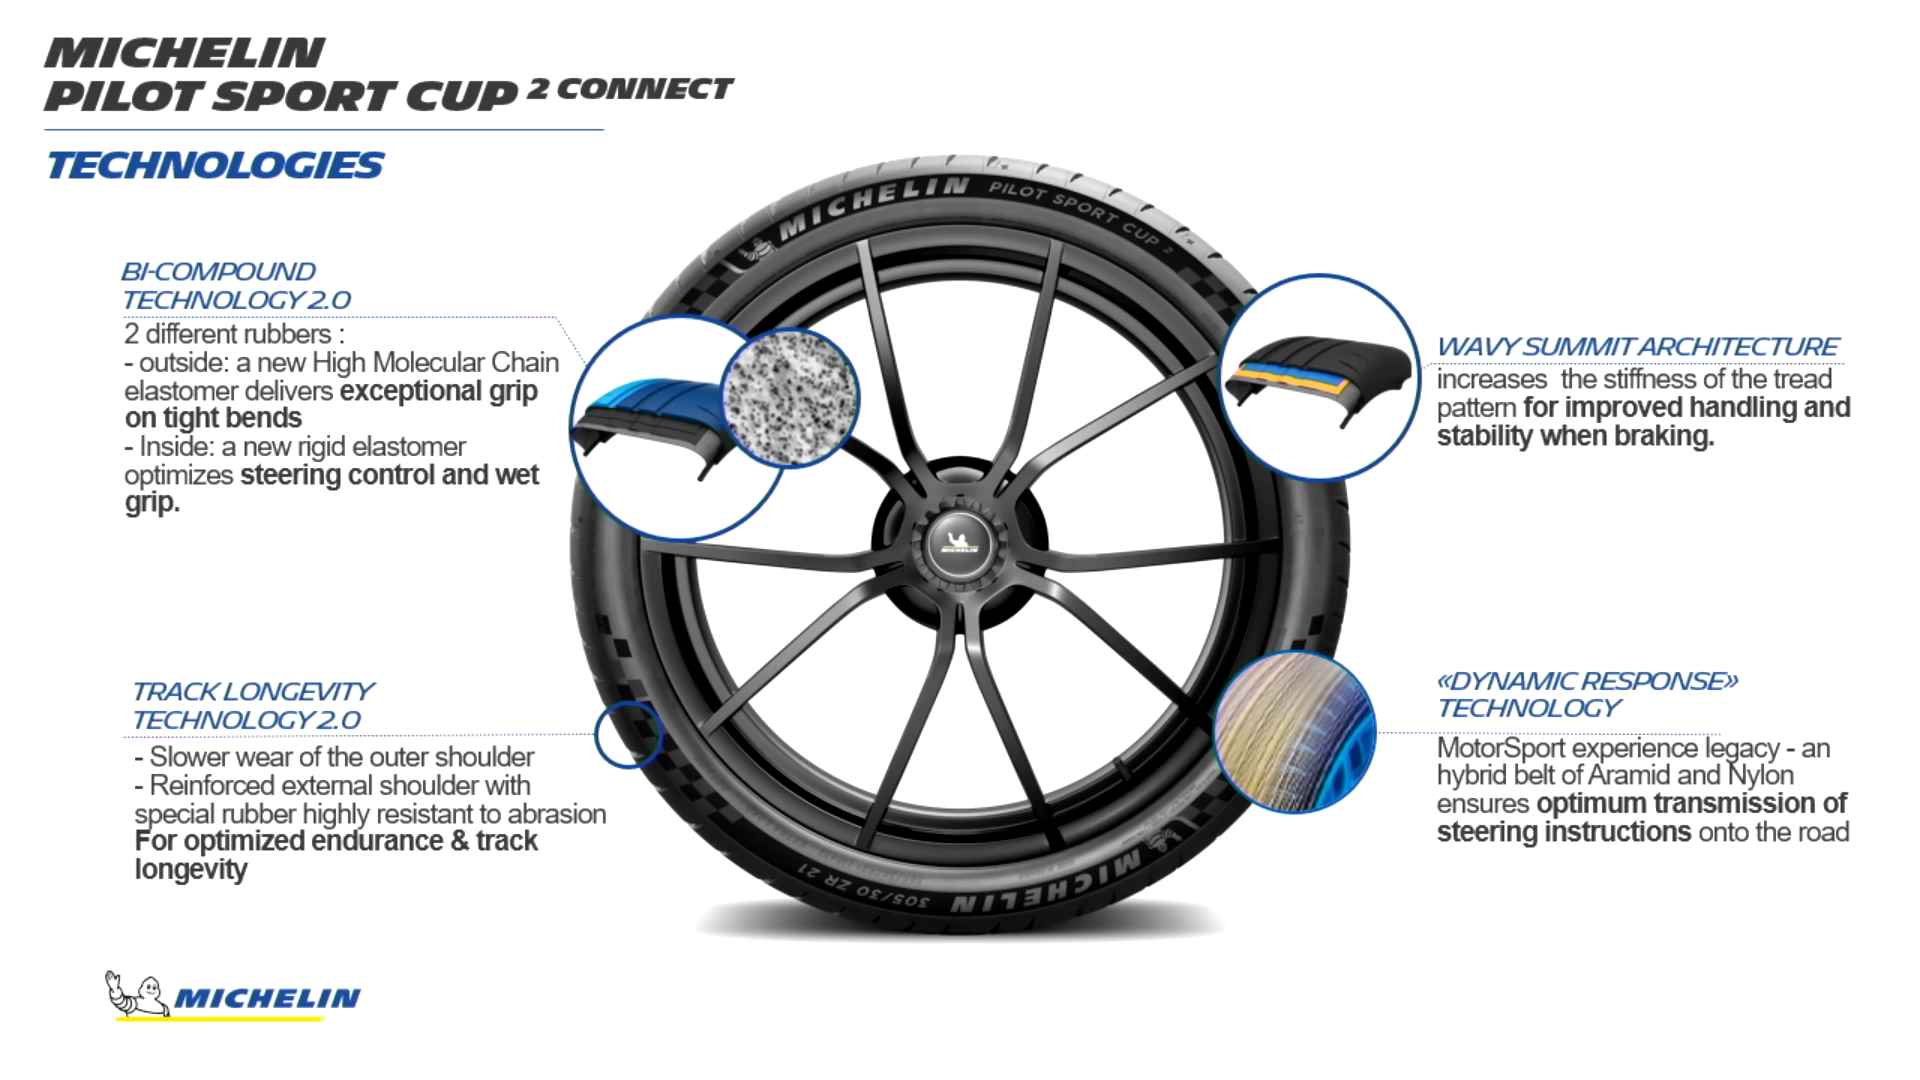 MICHELIN
PILOT SPORT CUP 2 CONNECT
TECHNOLOGIES
BI-COMPOUND
TECHNOLOGY 2.0
2 different rubbers :
- outside: a new High Molecular Chain
elastomer delivers exceptional grip
on tight bends
- Inside: a new rigid elastomer
optimizes steering control and wet
grip.
TRACK LONGEVITY
TECHNOLOGY 2.0
- Slower wear of the outer shoulder
- Reinforced external shoulder with
special rubber highly resistant to abrasion
For optimized endurance & track
longevity
MICHELIN PILOT SPORT CUP 2
MICHELIN
MICHELIN
305/30 ZR 21
WAVY SUMMIT ARCHITECTURE
increases  the stiffness of the tread
pattern for improved handling and
stability when braking.
«DYNAMIC RESPONSE»
TECHNOLOGY
MotorSport experience legacy - an
hybrid belt of Aramid and Nylon
ensures optimum transmission of
steering instructions onto the road
MICHELIN